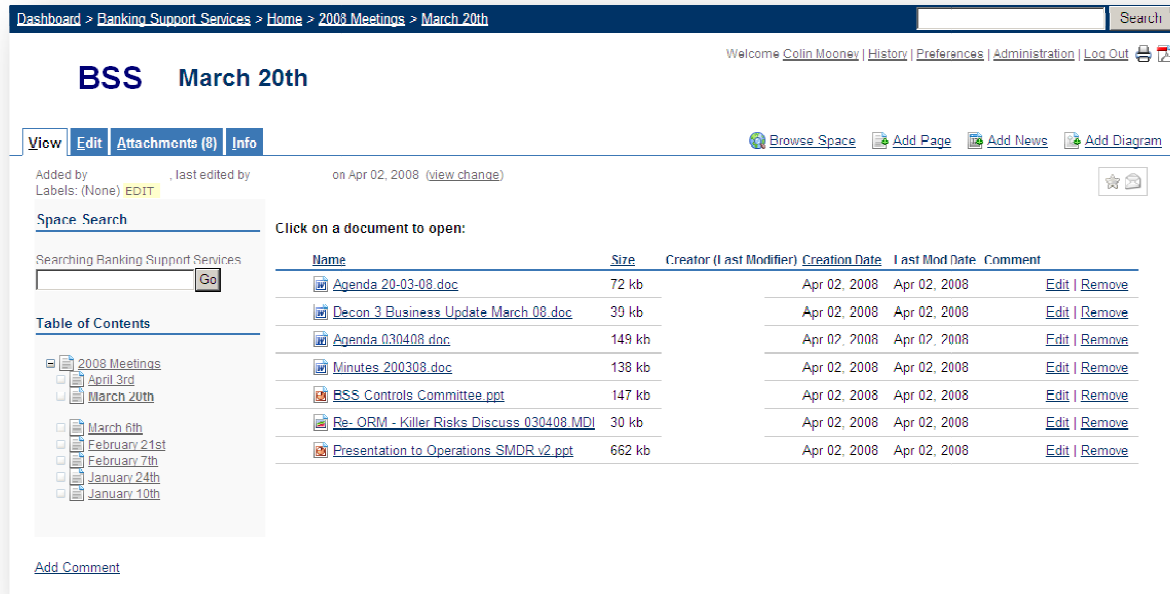 Dashboard > Banking Support Services > Home > 2008 Meetings > March 20th
Search
Welcome Colin Mooney | History | Preferences | Administration | Log Out
BSS March 20th
View Edit Attachments (8) Info
Browse Space Add Page Add News Add Diagram
Added by , last edited by on Apr 02, 2008 (view change)
Labels: (None) EDIT
Space Search
Searching Banking Support Services
Go
Table of Contents
2008 Meetings
April 3rd
March 20th
March 6th
February 21st
February 7th
January 24th
January 10th
Click on a document to open:
Name Size Creator (Last Modifier) Creation Date Last Mod Date Comment
Agenda 20-03-08.doc 72 kb Apr 02, 2008 Apr 02, 2008 Edit | Remove
Decon 3 Business Update March 08.doc 39 kb Apr 02, 2008 Apr 02, 2008 Edit | Remove
Agenda 030408.doc 149 kb Apr 02, 2008 Apr 02, 2008 Edit | Remove
Minutes 200308.doc 138 kb Apr 02, 2008 Apr 02, 2008 Edit | Remove
BSS Controls Committee.ppt 147 kb Apr 02, 2008 Apr 02, 2008 Edit | Remove
Re- ORM - Killer Risks Discuss 030408.MDI 30 kb Apr 02, 2008 Apr 02, 2008 Edit | Remove
Presentation to Operations SMDR v2.ppt 662 kb Apr 02, 2008 Apr 02, 2008 Edit | Remove
Add Comment